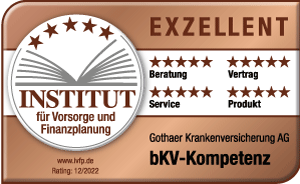 INSTITUT
für Vorsorge und
Finanzplanung
www.ivfp.de
Rating: 12/2022
EXZELLENT
Beratung Vertrag
Service Produkt
Gothaer Krankenversicherung AG
bKV-Kompetenz